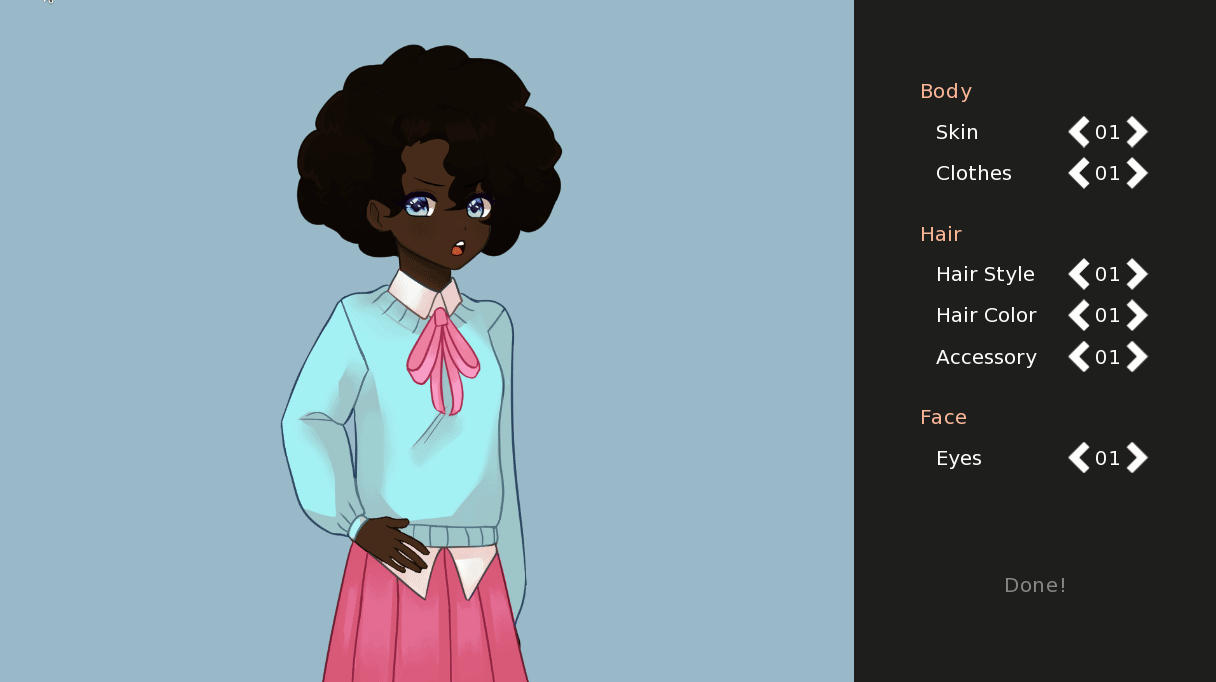 Body
Skin 01
Clothes 01
Hair
Hair Style 01
Hair Color 01
Accessory 01
Face
Eyes 01
Done!